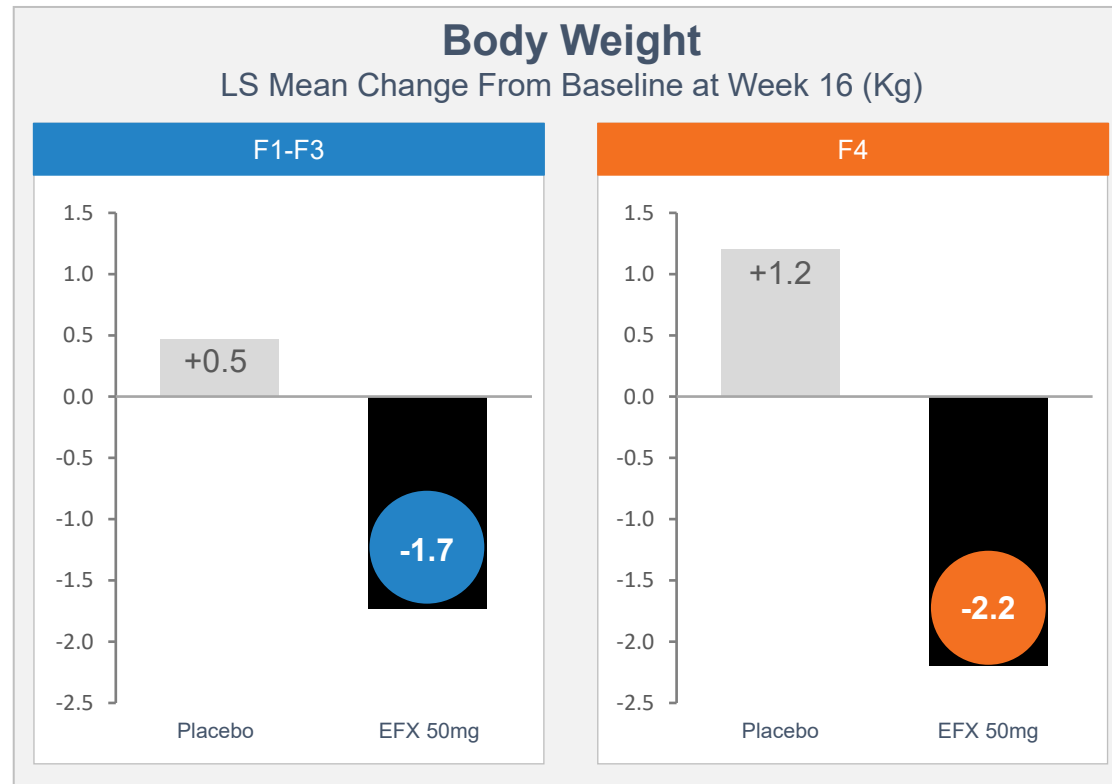 Body Weight
LS Mean Change From Baseline at Week 16 (Kg)
F1-F3
1.5
1.0
0.5
0.0
-0.5
-1.0
-1.5
-2.0
-2.5
+0.5
-1.7
Placebo
EFX 50mg
F4
1.5
1.0
0.5
0.0
-0.5
-1.0
-1.5
-2.0
-2.5
+1.2
-2.2
Placebo
EFX 50mg